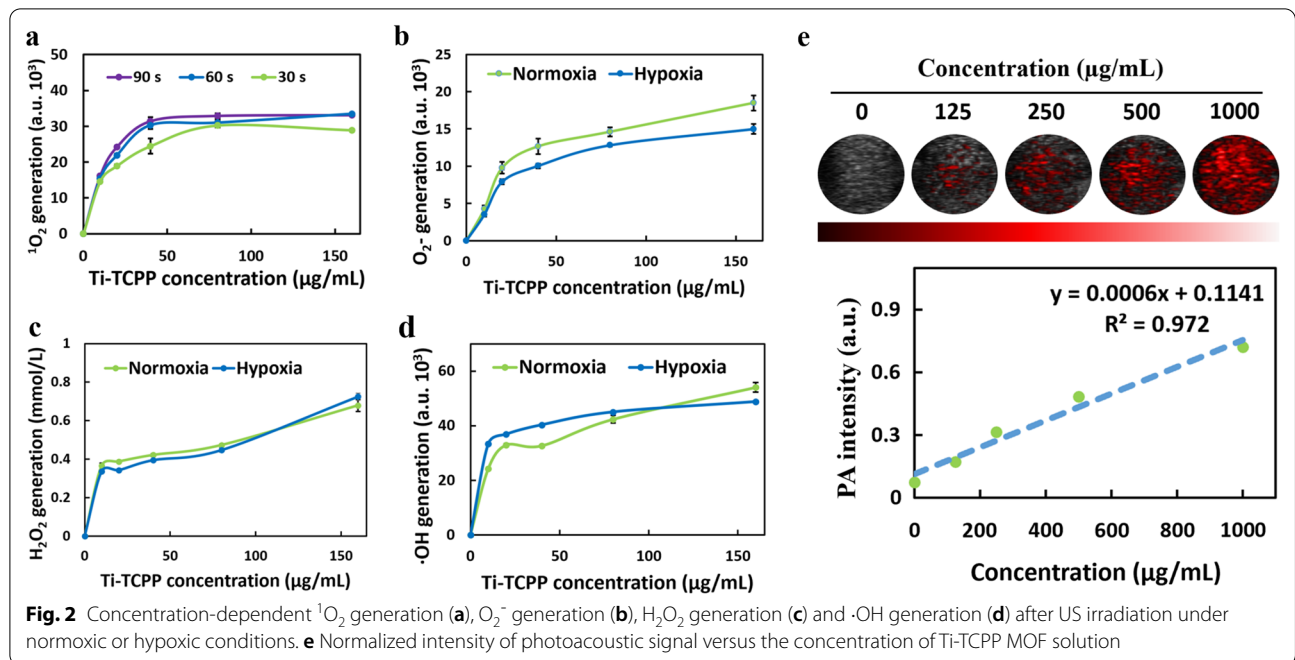 a
50
40
30
20
10
0
¹O₂ generation (a.u. 10³)
90 s 60 s 30 s
0 50 100 150
Ti-TCPP concentration (µg/mL)
b
25
20
15
10
5
0
O₂- generation (a.u. 10³)
Normoxia Hypoxia
0 50 100 150
Ti-TCPP concentration (µg/mL)
c
1
0.8
0.6
0.4
0.2
0
H₂O₂ generation (mmol/L)
Normoxia Hypoxia
0 50 100 150
Ti-TCPP concentration (µg/mL)
d
60
40
20
0
·OH generation (a.u. 10³)
Normoxia Hypoxia
0 50 100 150
Ti-TCPP concentration (µg/mL)
e
Concentration (µg/mL)
0 125 250 500 1000
y = 0.0006x + 0.1141
R² = 0.972
0.9
0.6
0.3
0
PA intensity (a.u.)
0 200 400 600 800 1000
Concentration (µg/mL)
Fig. 2 Concentration-dependent ¹O₂ generation (a), O₂⁻ generation (b), H₂O₂ generation (c) and ·OH generation (d) after US irradiation under
normoxic or hypoxic conditions. e Normalized intensity of photoacoustic signal versus the concentration of Ti-TCPP MOF solution